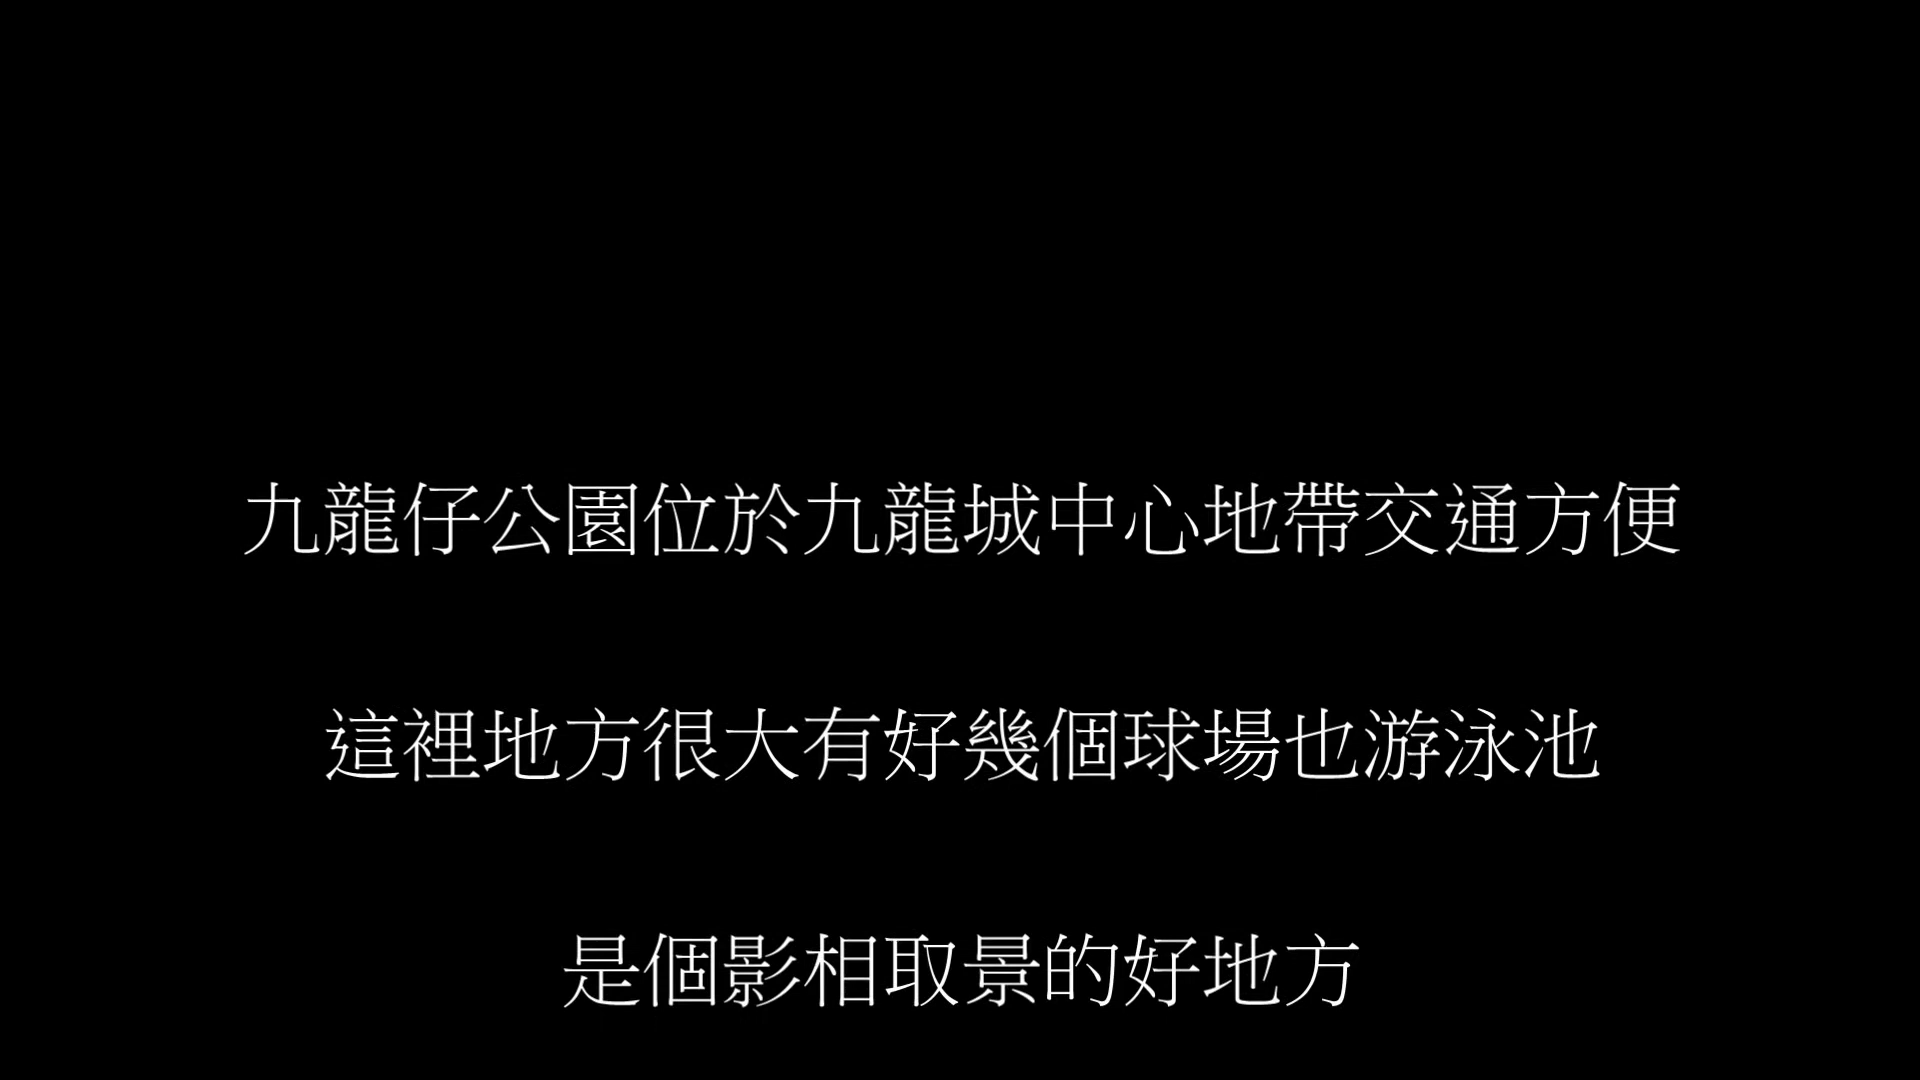 九龍仔公園位於九龍城中心地帶交通方便
這裡地方很大有好幾個球場也游泳池
是個影相取景的好地方